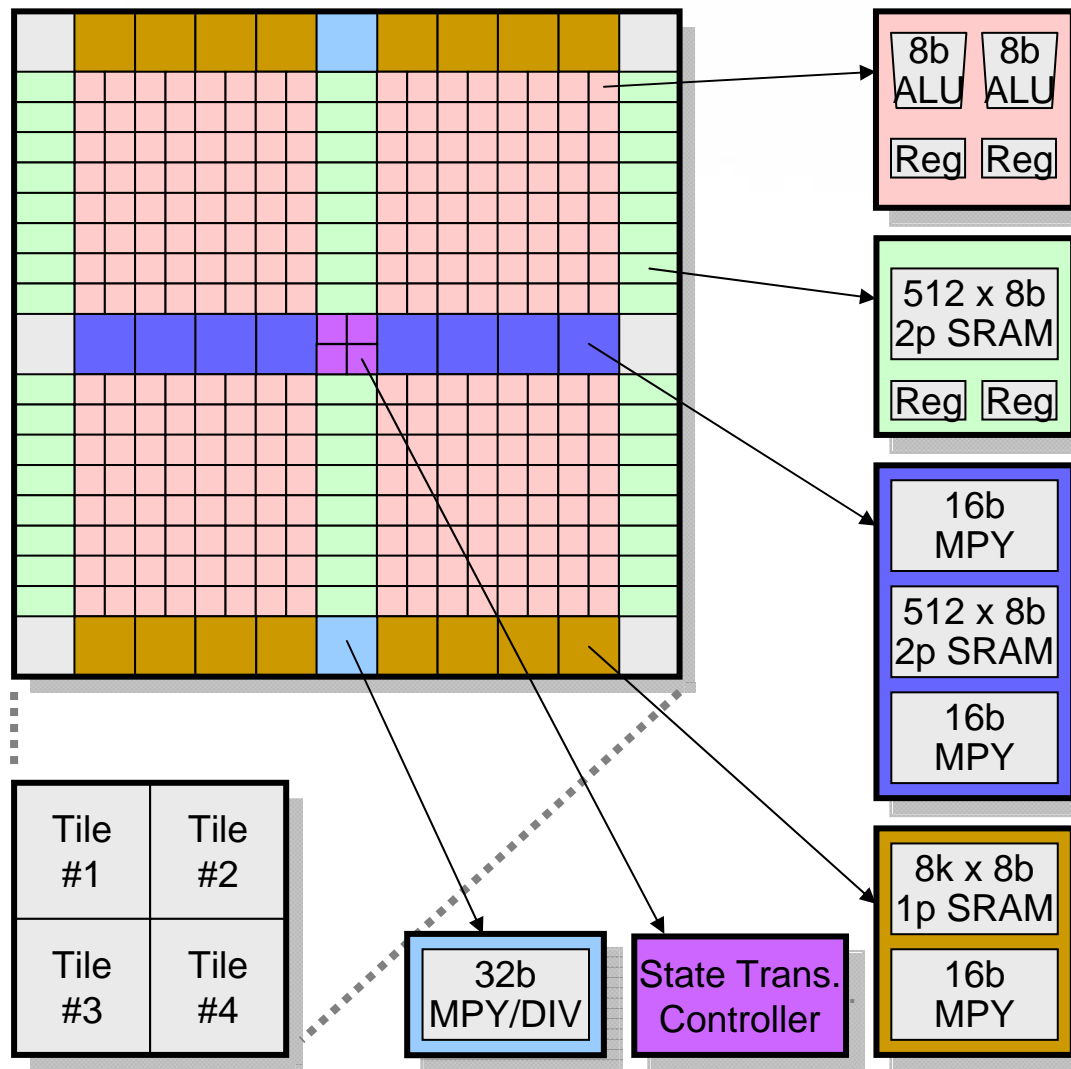 8b 8b
ALU ALU
Reg Reg
512 x 8b
2p SRAM
Reg Reg
16b
MPY
512 x 8b
2p SRAM
16b
MPY
8k x 8b
1p SRAM
16b
MPY
Tile
#1
Tile
#2
Tile
#3
Tile
#4
32b
MPY/DIV
State Trans.
Controller